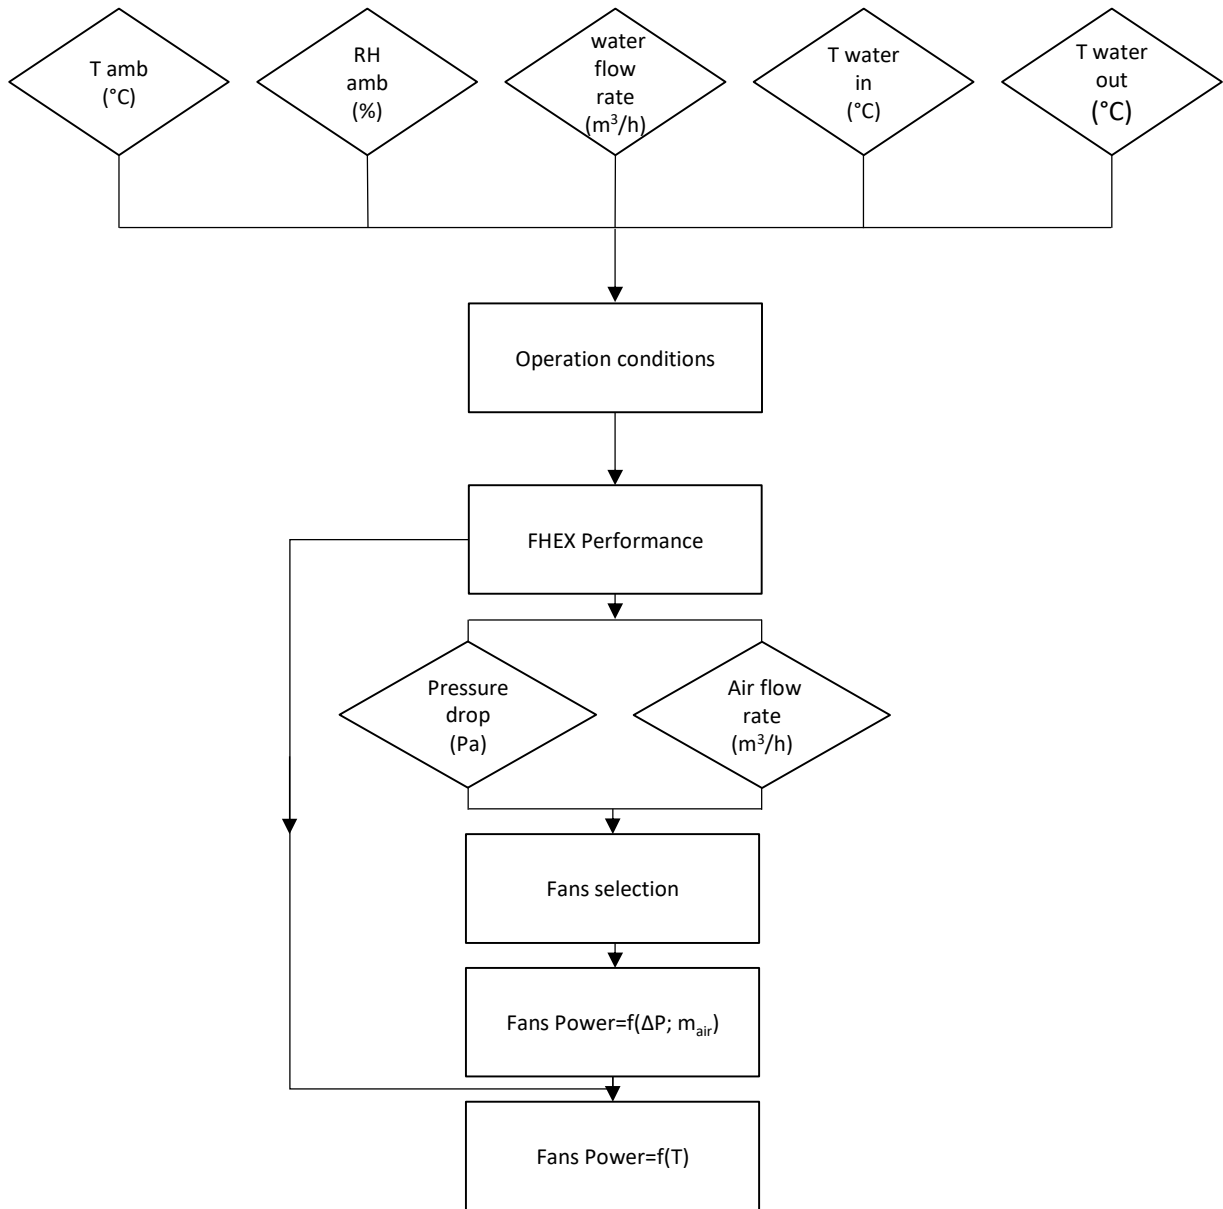 T amb
(°C)
RH
amb
(%)
water
flow
rate
(m³/h)
T water
in
(°C)
T water
out
(°C)
Operation conditions
FHEX Performance
Pressure
drop
(Pa)
Air flow
rate
(m³/h)
Fans selection
Fans Power=f(ΔP; mair)
Fans Power=f(T)